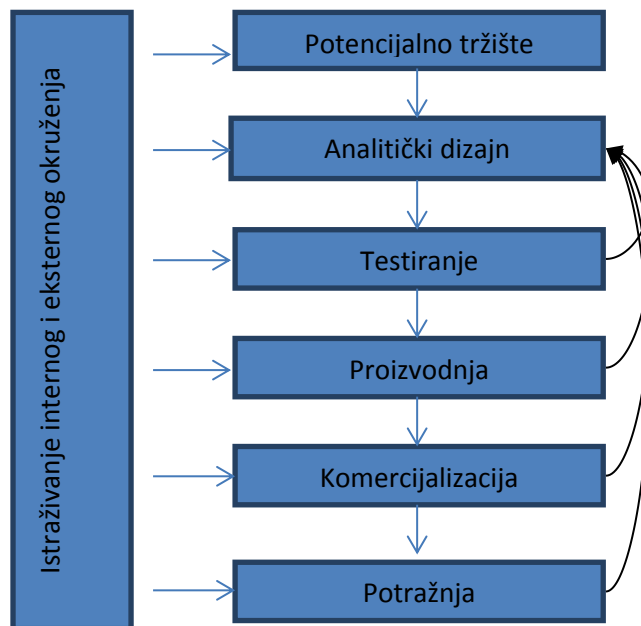 Istraživanje internog i eksternog okruženja
Potencijalno tržište
Analitički dizajn
Testiranje
Proizvodnja
Komercijalizacija
Potražnja